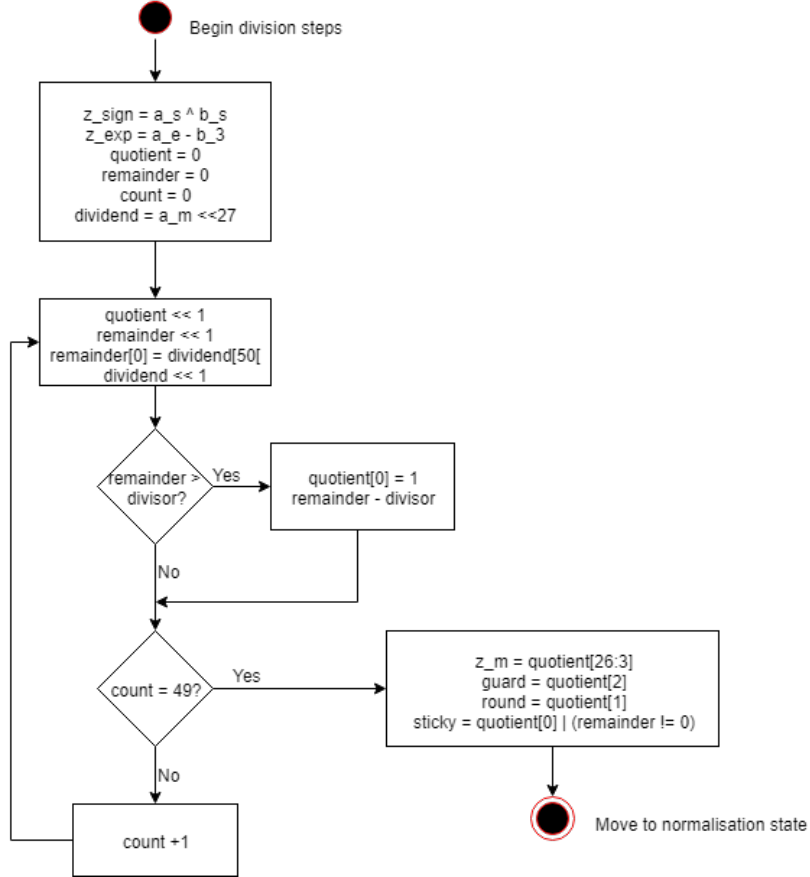 Begin division steps
z_sign = a_s ^ b_s
z_exp = a_e - b_3
quotient = 0
remainder = 0
count = 0
dividend = a_m <<27
quotient << 1
remainder << 1
remainder[0] = dividend[50[
dividend << 1
remainder >
divisor?
Yes
quotient[0] = 1
remainder - divisor
No
count = 49?
Yes
z_m = quotient[26:3]
guard = quotient[2]
round = quotient[1]
sticky = quotient[0] | (remainder != 0)
No
count +1
Move to normalisation state